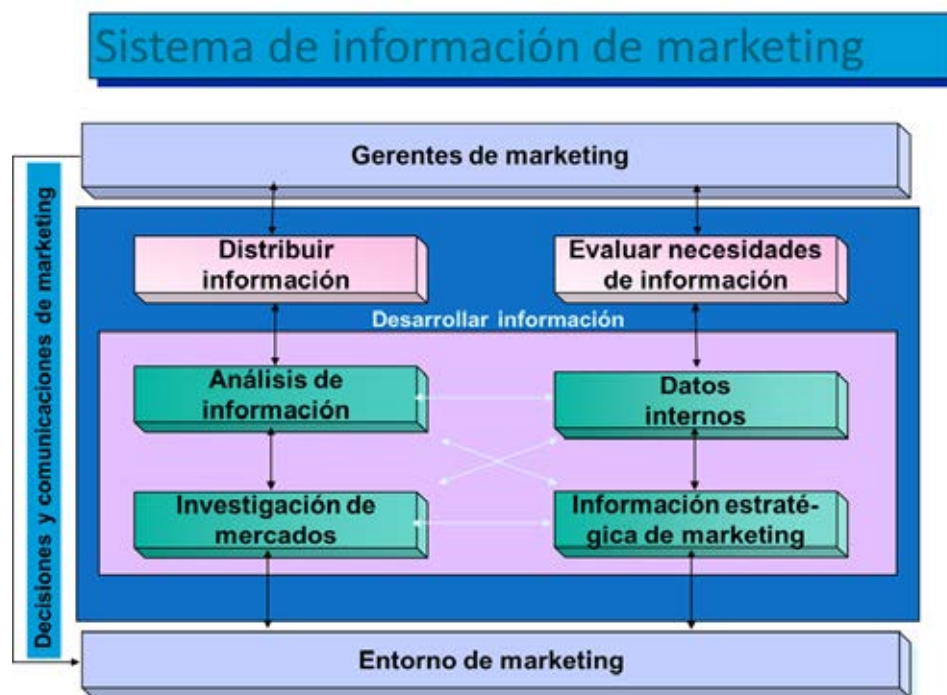 Sistema de información de marketing
Gerentes de marketing
Decisiones y comunicaciones de marketing
Distribuir
información
Evaluar necesidades
de información
Desarrollar información
Análisis de
información
Datos
internos
Investigación de
mercados
Información estraté-
gica de marketing
Entorno de marketing